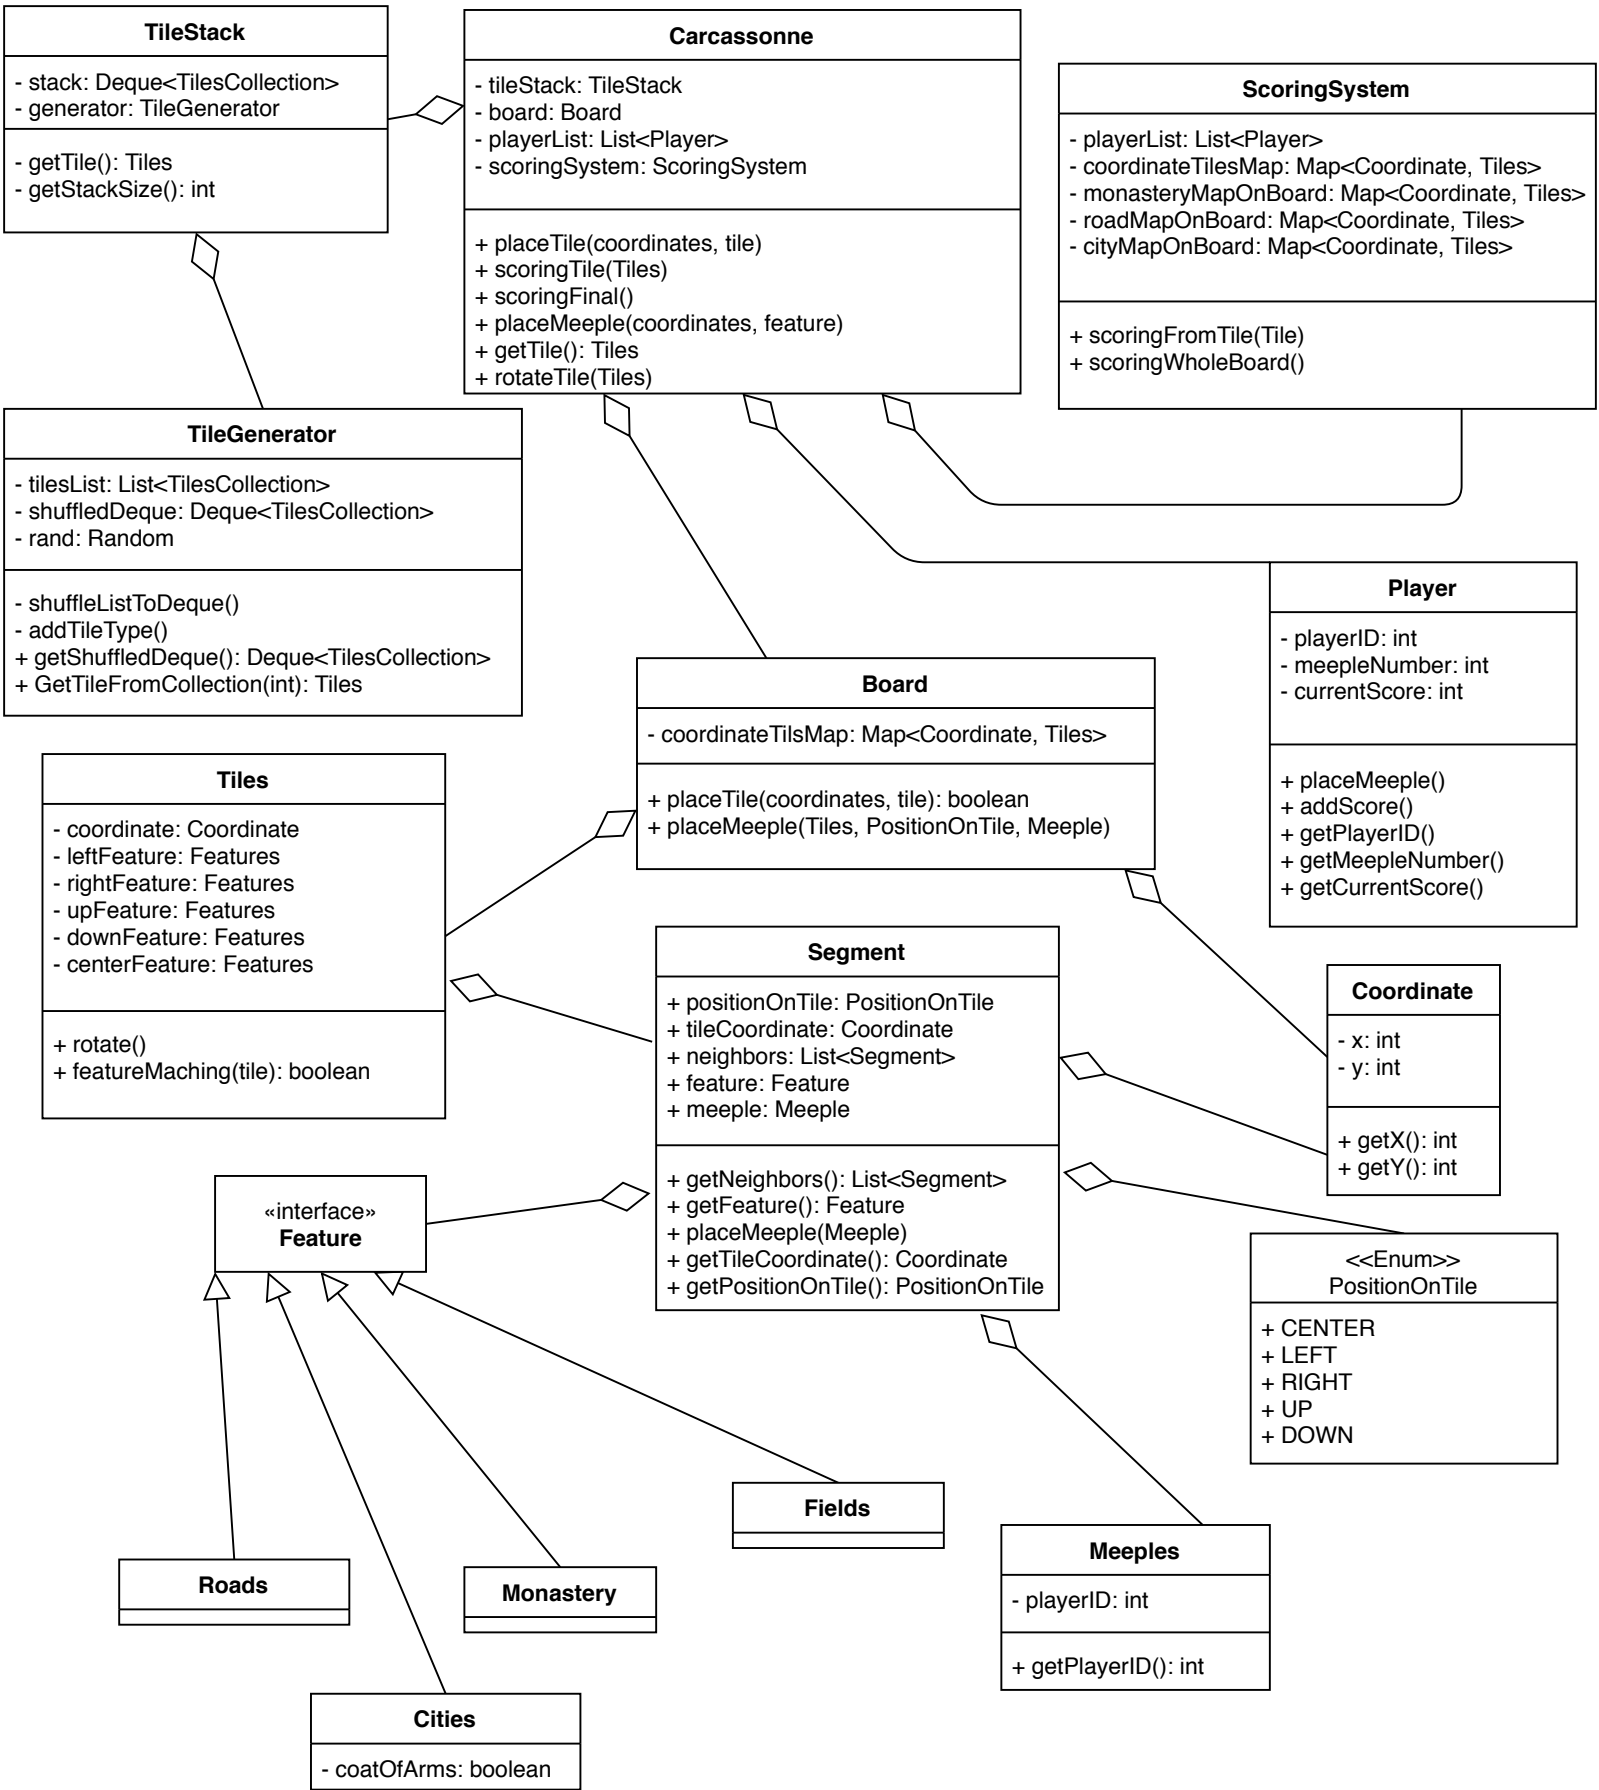 TileStack
- stack: Deque<TilesCollection>
- generator: TileGenerator
- getTile(): Tiles
- getStackSize(): int
Carcassonne
- tileStack: TileStack
- board: Board
- playerList: List<Player>
- scoringSystem: ScoringSystem
+ placeTile(coordinates, tile)
+ scoringTile(Tiles)
+ scoringFinal()
+ placeMeeple(coordinates, feature)
+ getTile(): Tiles
+ rotateTile(Tiles)
ScoringSystem
- playerList: List<Player>
- coordinateTilesMap: Map<Coordinate, Tiles>
- monasteryMapOnBoard: Map<Coordinate, Tiles>
- roadMapOnBoard: Map<Coordinate, Tiles>
- cityMapOnBoard: Map<Coordinate, Tiles>
+ scoringFromTile(Tile)
+ scoringWholeBoard()
TileGenerator
- tilesList: List<TilesCollection>
- shuffledDeque: Deque<TilesCollection>
- rand: Random
- shuffleListToDeque()
- addTileType()
+ getShuffledDeque(): Deque<TilesCollection>
+ GetTileFromCollection(int): Tiles
Player
- playerID: int
- meepleNumber: int
- currentScore: int
+ placeMeeple()
+ addScore()
+ getPlayerID()
+ getMeepleNumber()
+ getCurrentScore()
Board
- coordinateTilsMap: Map<Coordinate, Tiles>
+ placeTile(coordinates, tile): boolean
+ placeMeeple(Tiles, PositionOnTile, Meeple)
Tiles
- coordinate: Coordinate
- leftFeature: Features
- rightFeature: Features
- upFeature: Features
- downFeature: Features
- centerFeature: Features
+ rotate()
+ featureMaching(tile): boolean
Segment
+ positionOnTile: PositionOnTile
+ tileCoordinate: Coordinate
+ neighbors: List<Segment>
+ feature: Feature
+ meeple: Meeple
+ getNeighbors(): List<Segment>
+ getFeature(): Feature
+ placeMeeple(Meeple)
+ getTileCoordinate(): Coordinate
+ getPositionOnTile(): PositionOnTile
Coordinate
- x: int
- y: int
+ getX(): int
+ getY(): int
«interface»
Feature
<<Enum>>
PositionOnTile
+ CENTER
+ LEFT
+ RIGHT
+ UP
+ DOWN
Fields
Roads
Monastery
Meeples
- playerID: int
+ getPlayerID(): int
Cities
- coatOfArms: boolean